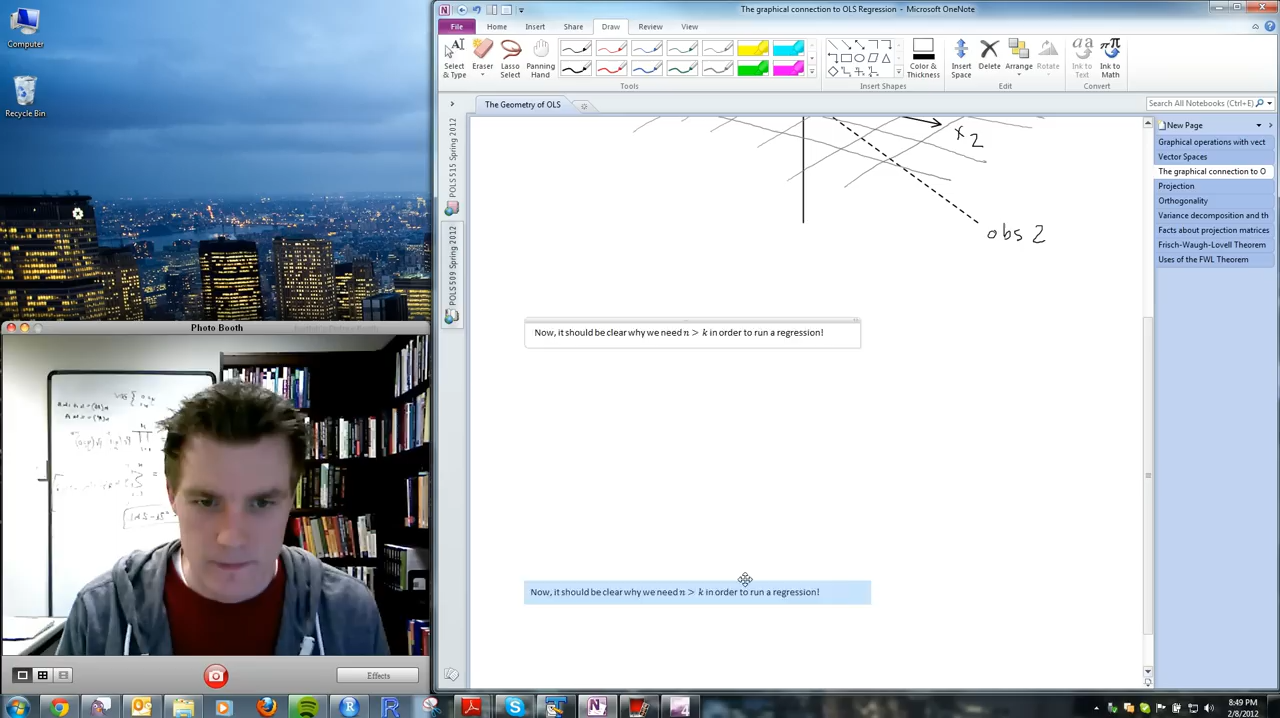 Computer
Recycle Bin
The graphical connection to OLS Regression - Microsoft OneNote
File Home Insert Share Draw Review View
Select & Type
Eraser
Lasso Select
Panning Hand
Tools
Insert Shapes
Color & Thickness
Insert Space
Delete
Arrange
Rotate
Edit
Ink to Text
Ink to Math
Convert
The Geometry of OLS
Search All Notebooks (Ctrl+E)
POLS 515 Spring 2012
POLS 509 Spring 2012
New Page
Graphical operations with vect
Vector Spaces
The graphical connection to O
Projection
Orthogonality
Variance decomposition and th
Facts about projection matrices
Frisch-Waugh-Lovell Theorem
Uses of the FWL Theorem
x 2
obs 2
Now, it should be clear why we need n > k in order to run a regression!
Now, it should be clear why we need n > k in order to run a regression!
Photo Booth
Effects
8:49 PM
2/8/2012